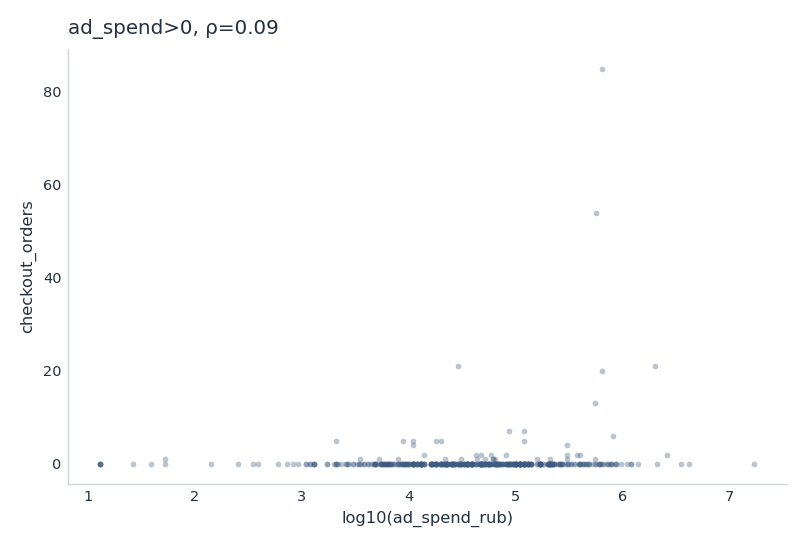 ad_spend>0, ρ=0.09
80
60
40
20
0
checkout_orders
1 2 3 4 5 6 7
log10(ad_spend_rub)